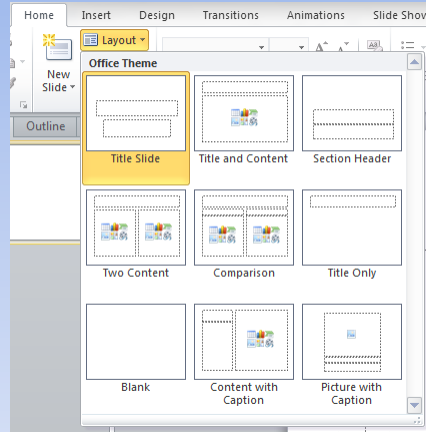 Home Insert Design Transitions Animations Slide Show
Layout
New
Slide
Office Theme
Outline
Title Slide Title and Content Section Header
Two Content Comparison Title Only
Blank Content with Picture with
Caption Caption